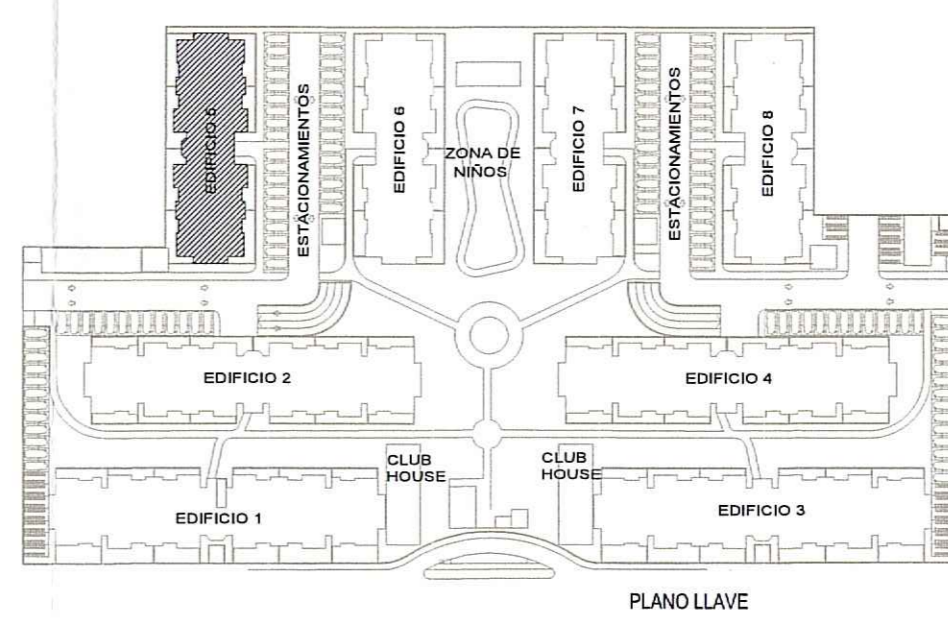 EDIFICIO 5
ESTACIONAMIENTOS
EDIFICIO 6
ZONA DE
NIÑOS
EDIFICIO 7
ESTACIONAMIENTOS
EDIFICIO 8
EDIFICIO 2
EDIFICIO 4
CLUB
HOUSE
CLUB
HOUSE
EDIFICIO 1
EDIFICIO 3
PLANO LLAVE